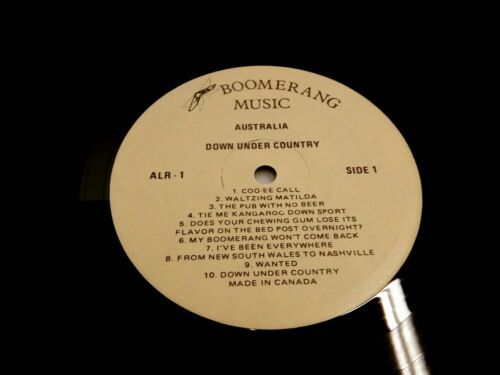 BOOMERANG
MUSIC
AUSTRALIA
DOWN UNDER COUNTRY
ALR - 1 SIDE 1
1. COO-EE CALL
2. WALTZING MATILDA
3. THE PUB WITH NO BEER
4. TIE ME KANGAROO DOWN SPORT
5. DOES YOUR CHEWING GUM LOSE ITS
FLAVOR ON THE BED POST OVERNIGHT?
6. MY BOOMERANG WON'T COME BACK
7. I'VE BEEN EVERYWHERE
8. FROM NEW SOUTH WALES TO NASHVILLE
9. WANTED
10. DOWN UNDER COUNTRY
MADE IN CANADA